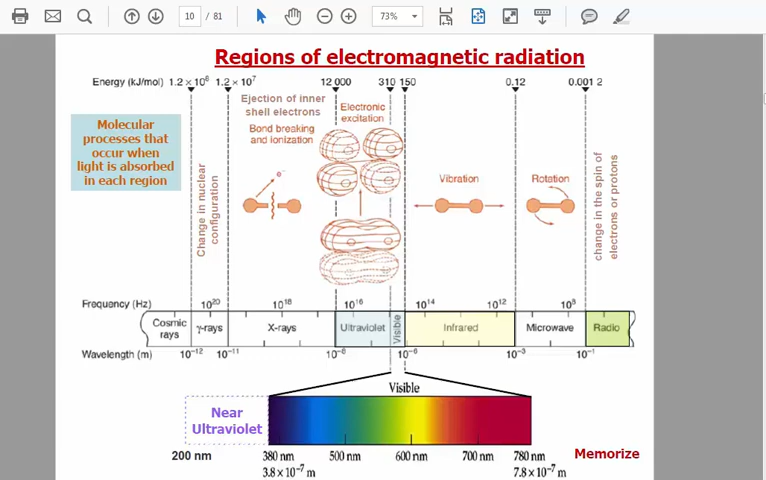 10 / 81
73%
Regions of electromagnetic radiation
Energy (kJ/mol) 1.2 × 10⁸ 1.2 × 10⁷ 12 000 310 150 0.12 0.001 2
Molecular
processes that
occur when
light is absorbed
in each region
Change in nuclear
configuration
Ejection of inner
shell electrons
Bond breaking
and ionization
e⁻
Electronic
excitation
Vibration
Rotation
change in the spin of
electrons or protons
Frequency (Hz) 10²⁰ 10¹⁸ 10¹⁶ 10¹⁴ 10¹² 10⁸
Cosmic
rays
γ-rays
X-rays
Ultraviolet
Visible
Infrared
Microwave
Radio
Wavelength (m) 10⁻¹² 10⁻¹¹ 10⁻⁸ 10⁻⁶ 10⁻³ 10⁻¹
Visible
Near
Ultraviolet
200 nm 380 nm 500 nm 600 nm 700 nm 780 nm
3.8 × 10⁻⁷ m 7.8 × 10⁻⁷ m
Memorize